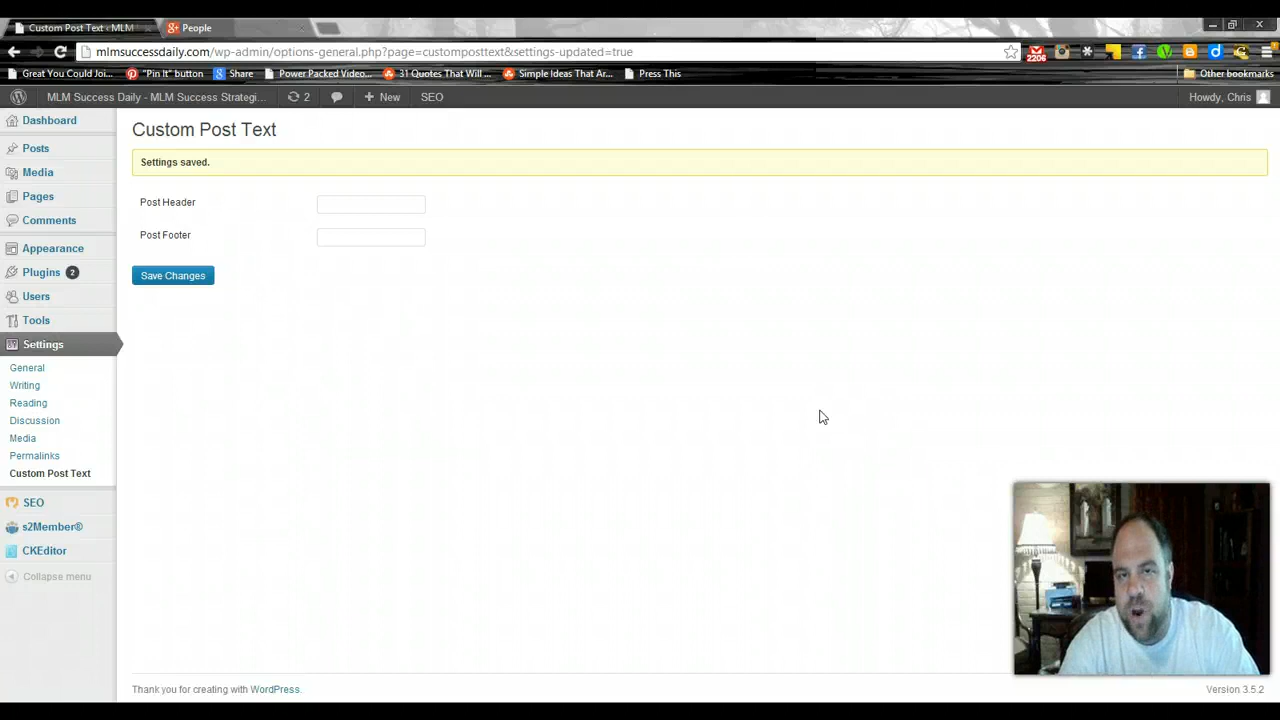 Custom Post Text ‹ MLM
People
mlmsuccessdaily.com/wp-admin/options-general.php?page=customposttext&settings-updated=true
2206
Great You Could Joi...
"Pin It" button
Share
Power Packed Video...
31 Quotes That Will ...
Simple Ideas That Ar...
Press This
Other bookmarks
MLM Success Daily - MLM Success Strategi...
2
New
SEO
Howdy, Chris
Dashboard
Posts
Media
Pages
Comments
Appearance
Plugins 2
Users
Tools
Settings
General
Writing
Reading
Discussion
Media
Permalinks
Custom Post Text
SEO
s2Member®
CKEditor
Collapse menu
Custom Post Text
Settings saved.
Post Header
Post Footer
Save Changes
Thank you for creating with WordPress.
Version 3.5.2